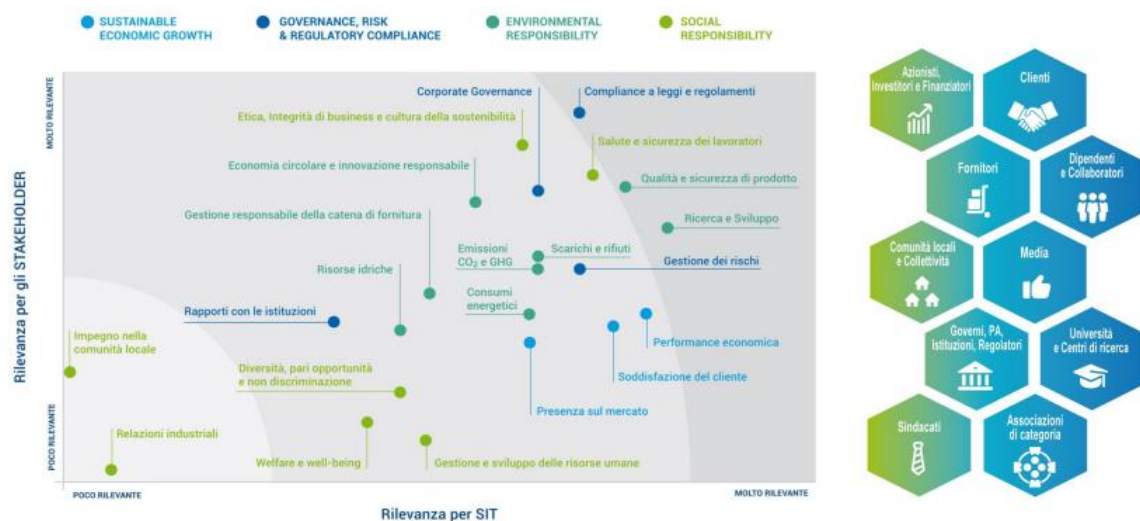 SUSTAINABLE
ECONOMIC GROWTH
GOVERNANCE, RISK
& REGULATORY COMPLIANCE
ENVIRONMENTAL
RESPONSIBILITY
SOCIAL
RESPONSIBILITY
Rilevanza per gli STAKEHOLDER
MOLTO RILEVANTE
POCO RILEVANTE
Corporate Governance
Compliance a leggi e regolamenti
Etica, Integrità di business e cultura della sostenibilità
Salute e sicurezza dei lavoratori
Economia circolare e innovazione responsabile
Qualità e sicurezza di prodotto
Gestione responsabile della catena di fornitura
Ricerca e Sviluppo
Emissioni
CO₂ e GHG
Scarichi e rifiuti
Gestione dei rischi
Risorse idriche
Consumi
energetici
Rapporti con le istituzioni
Impegno nella
comunità locale
Performance economica
Diversità, pari opportunità
e non discriminazione
Soddisfazione del cliente
Presenza sul mercato
Relazioni industriali
Welfare e well-being
Gestione e sviluppo delle risorse umane
POCO RILEVANTE
MOLTO RILEVANTE
Rilevanza per SIT
Azionisti,
Investitori e Finanziatori
Clienti
Fornitori
Dipendenti
e Collaboratori
Comunità locali
e Collettività
Media
Governi, PA,
Istituzioni, Regolatori
Università
e Centri di ricerca
Sindacati
Associazioni
di categoria